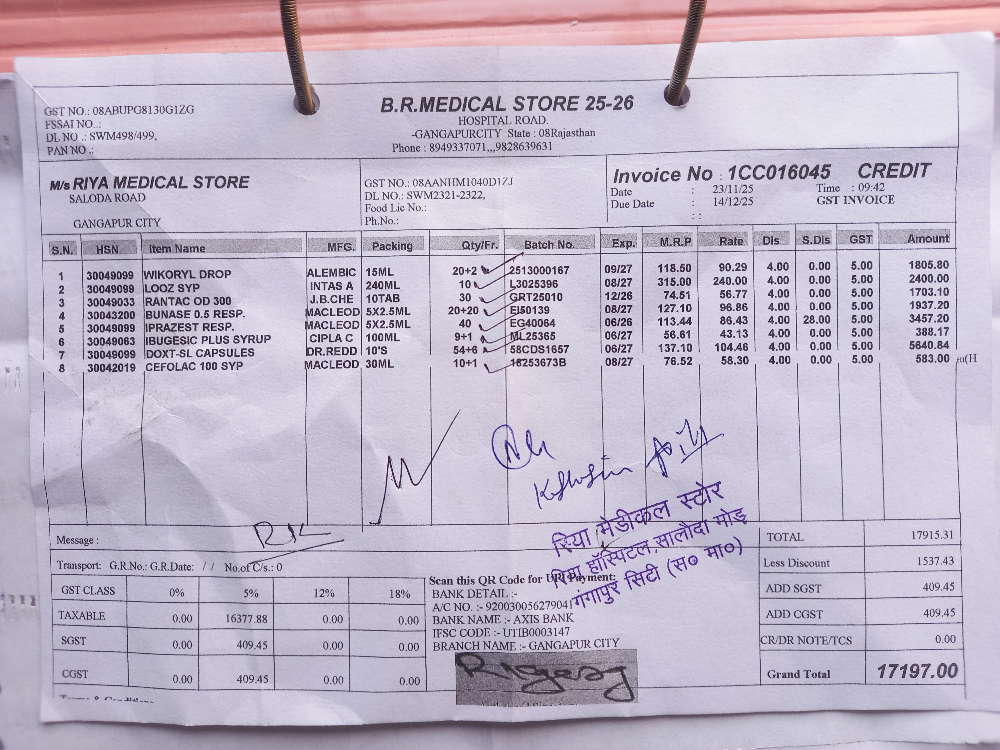 GST NO.: 08ABUPG8130G1ZG
FSSAI NO..:
DL NO .: SWM498/499,
PAN NO .:
B.R.MEDICAL STORE 25-26
HOSPITAL ROAD.
-GANGAPURCITY State : 08Rajasthan
Phone : 8949337071,,,9828639631
M/s RIYA MEDICAL STORE
SALODA ROAD
GANGAPUR CITY
GST NO.: 08AANHM1040D1ZJ
DL NO.: SWM2321-2322,
Food Lic No.:
Ph.No.:
Invoice No : 1CC016045 CREDIT
Date : 23/11/25 Time : 09:42
Due Date : 14/12/25 GST INVOICE
: :
S.N. HSN Item Name MFG. Packing Qty/Fr. Batch No. Exp. M.R.P Rate Dis S.Dis GST Amount
1 30049099 WIKORYL DROP ALEMBIC 15ML 20+2 2513000167 09/27 118.50 90.29 4.00 0.00 5.00 1805.80
2 30049099 LOOZ SYP INTAS A 240ML 10 L3025396 08/27 315.00 240.00 4.00 0.00 5.00 2400.00
3 30049033 RANTAC OD 300 J.B.CHE 10TAB 30 GRT25010 12/26 74.51 56.77 4.00 0.00 5.00 1703.10
4 30043200 BUNASE 0.5 RESP. MACLEOD 5X2.5ML 20+20 EI50139 08/27 127.10 96.86 4.00 0.00 5.00 1937.20
5 30049099 IPRAZEST RESP. MACLEOD 5X2.5ML 40 EG40064 06/26 113.44 86.43 4.00 28.00 5.00 3457.20
6 30049063 IBUGESIC PLUS SYRUP CIPLA C 100ML 9+1 ML25365 06/27 56.61 43.13 4.00 0.00 5.00 388.17
7 30049099 DOXT-SL CAPSULES DR.REDD 10'S 54+6 58CDS1657 06/27 137.10 104.46 4.00 0.00 5.00 5640.84
8 30042019 CEFOLAC 100 SYP MACLEOD 30ML 10+1 18253673B 08/27 76.52 58.30 4.00 0.00 5.00 583.00
RK
रिया मेडीकल स्टोर
रिया हॉस्पिटल, सालौदा मोड़
गंगापुर सिटी (स० मा०)
Message :
Transport: G.R.No.: G.R.Date: / / No.of C/s.: 0
GST CLASS 0% 5% 12% 18%
TAXABLE 0.00 16377.88 0.00 0.00
SGST 0.00 409.45 0.00 0.00
CGST 0.00 409.45 0.00 0.00
Scan this QR Code for UPI Payment:
BANK DETAIL :-
A/C NO. :- 920030056279041
BANK NAME :- AXIS BANK
IFSC CODE :- UTIB0003147
BRANCH NAME :- GANGAPUR CITY
TOTAL 17915.31
Less Discount 1537.43
ADD SGST 409.45
ADD CGST 409.45
CR/DR NOTE/TCS 0.00
Grand Total 17197.00